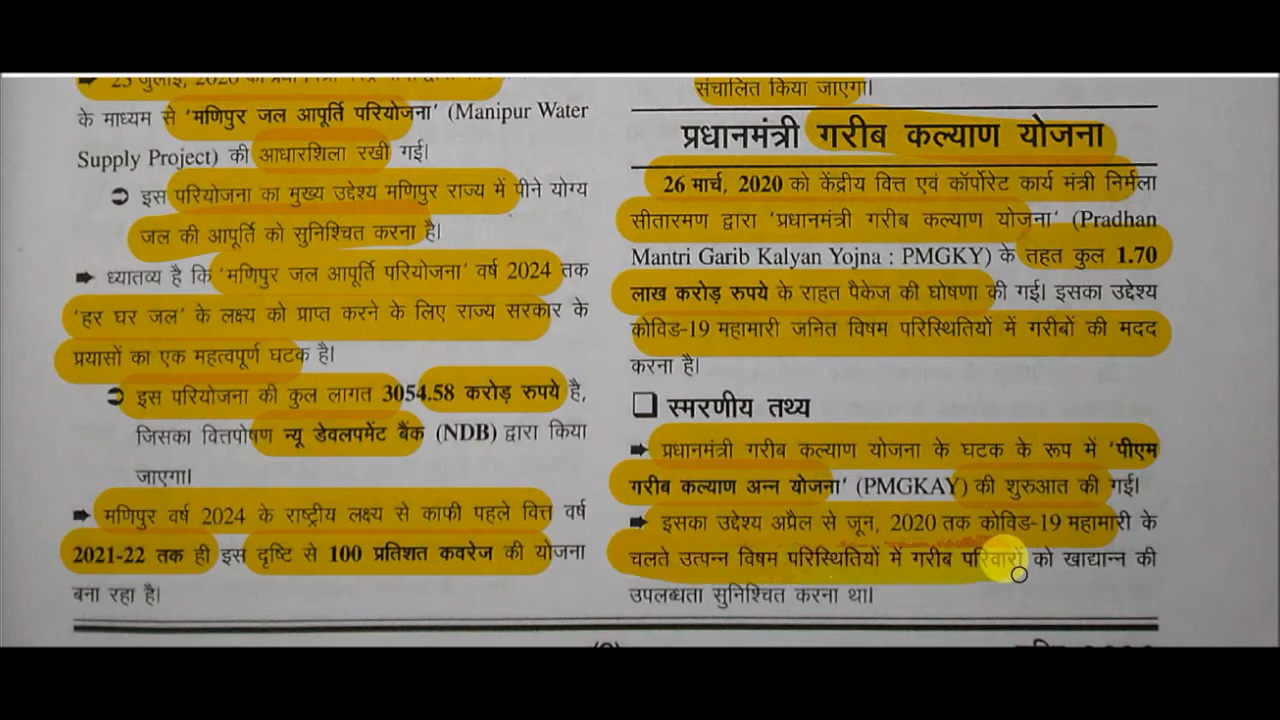 23 जुलाई, 2020
के माध्यम से 'मणिपुर जल आपूर्ति परियोजना' (Manipur Water
Supply Project) की आधारशिला रखी गई।
➲ इस परियोजना का मुख्य उद्देश्य मणिपुर राज्य में पीने योग्य
जल की आपूर्ति को सुनिश्चित करना है।
➡ ध्यातव्य है कि 'मणिपुर जल आपूर्ति परियोजना' वर्ष 2024 तक
'हर घर जल' के लक्ष्य को प्राप्त करने के लिए राज्य सरकार के
प्रयासों का एक महत्वपूर्ण घटक है।
➲ इस परियोजना की कुल लागत 3054.58 करोड़ रुपये है,
जिसका वित्तपोषण न्यू डेवलपमेंट बैंक (NDB) द्वारा किया
जाएगा।
➡ मणिपुर वर्ष 2024 के राष्ट्रीय लक्ष्य से काफी पहले वित्त वर्ष
2021-22 तक ही इस दृष्टि से 100 प्रतिशत कवरेज की योजना
बना रहा है।
संचालित किया जाएगा।
प्रधानमंत्री गरीब कल्याण योजना
26 मार्च, 2020 को केंद्रीय वित्त एवं कॉर्पोरेट कार्य मंत्री निर्मला
सीतारमण द्वारा 'प्रधानमंत्री गरीब कल्याण योजना' (Pradhan
Mantri Garib Kalyan Yojna : PMGKY) के तहत कुल 1.70
लाख करोड़ रुपये के राहत पैकेज की घोषणा की गई। इसका उद्देश्य
कोविड-19 महामारी जनित विषम परिस्थितियों में गरीबों की मदद
करना है।
❑ स्मरणीय तथ्य
➡ प्रधानमंत्री गरीब कल्याण योजना के घटक के रूप में 'पीएम
गरीब कल्याण अन्न योजना' (PMGKAY) की शुरुआत की गई।
➡ इसका उद्देश्य अप्रैल से जून, 2020 तक कोविड-19 महामारी के
चलते उत्पन्न विषम परिस्थितियों में गरीब परिवारों को खाद्यान्न की
उपलब्धता सुनिश्चित करना था।